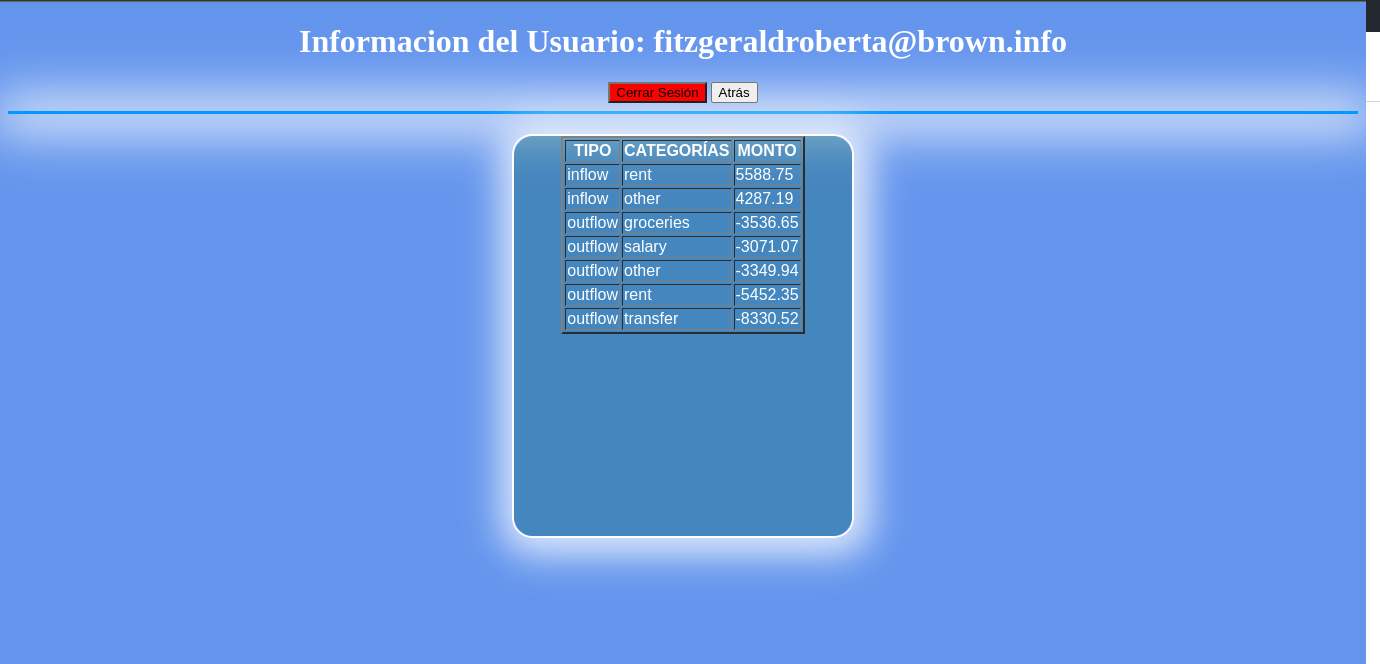 Informacion del Usuario: fitzgeraldroberta@brown.info
Cerrar Sesión Atrás
TIPO CATEGORÍAS MONTO
inflow rent 5588.75
inflow other 4287.19
outflow groceries -3536.65
outflow salary -3071.07
outflow other -3349.94
outflow rent -5452.35
outflow transfer -8330.52